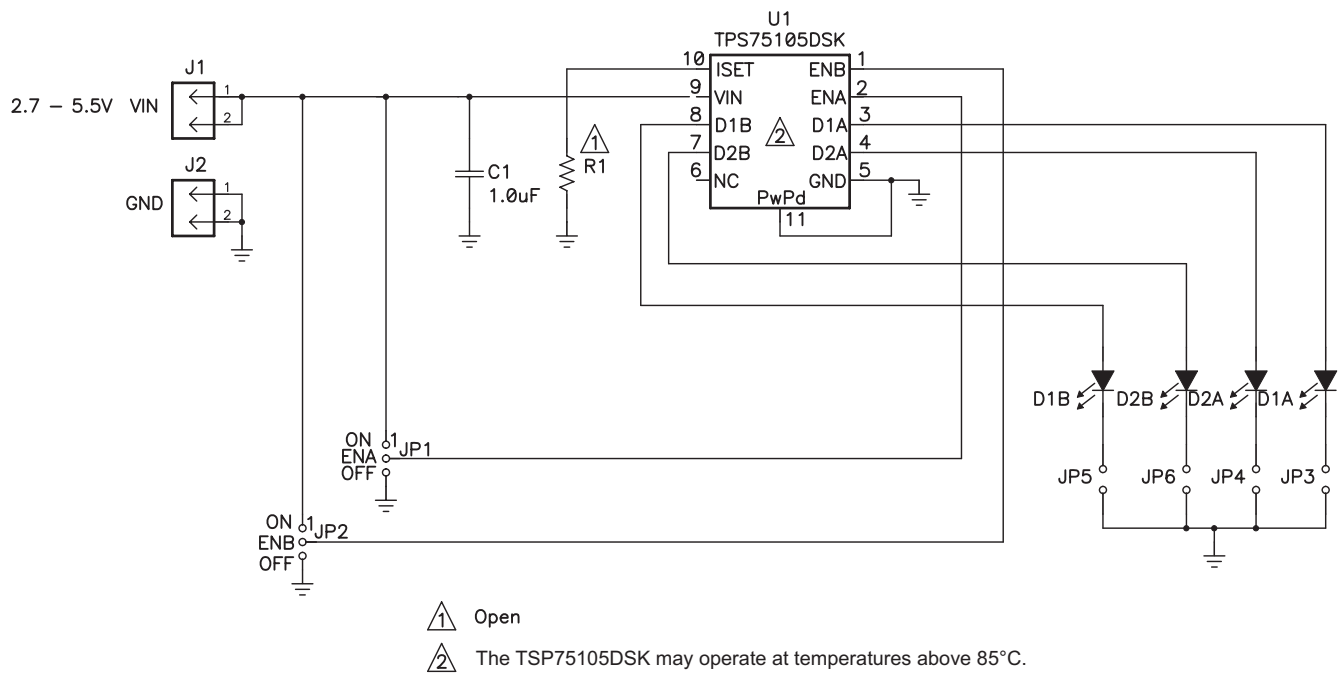 U1
TPS75105DSK
10 ISET ENB 1
9 VIN ENA 2
8 D1B D1A 3
7 D2B D2A 4
6 NC GND 5
PwPd
11
2
J1
1
2
2.7 - 5.5V VIN
J2
1
2
GND
C1
1.0uF
1
R1
D1B
D2B
D2A
D1A
JP5
JP6
JP4
JP3
ON 1
ENA JP1
OFF
ON 1
ENB JP2
OFF
1 Open
2 The TSP75105DSK may operate at temperatures above 85°C.